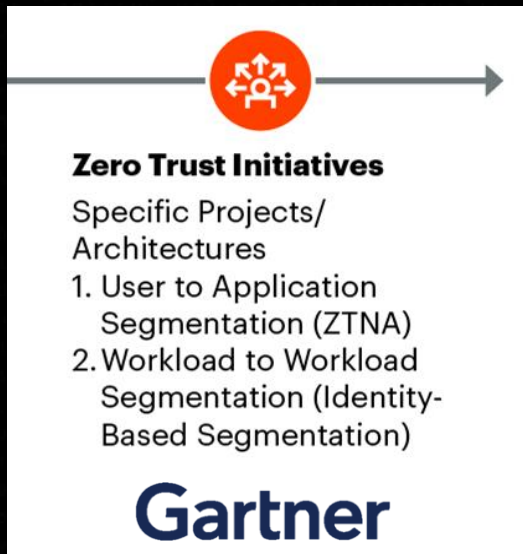 Zero Trust Initiatives
Specific Projects/
Architectures
1. User to Application
Segmentation (ZTNA)
2. Workload to Workload
Segmentation (Identity-
Based Segmentation)
Gartner